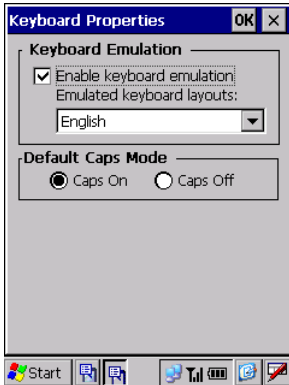 Keyboard Properties OK ×
Keyboard Emulation
Enable keyboard emulation
Emulated keyboard layouts:
English
Default Caps Mode
Caps On Caps Off
Start